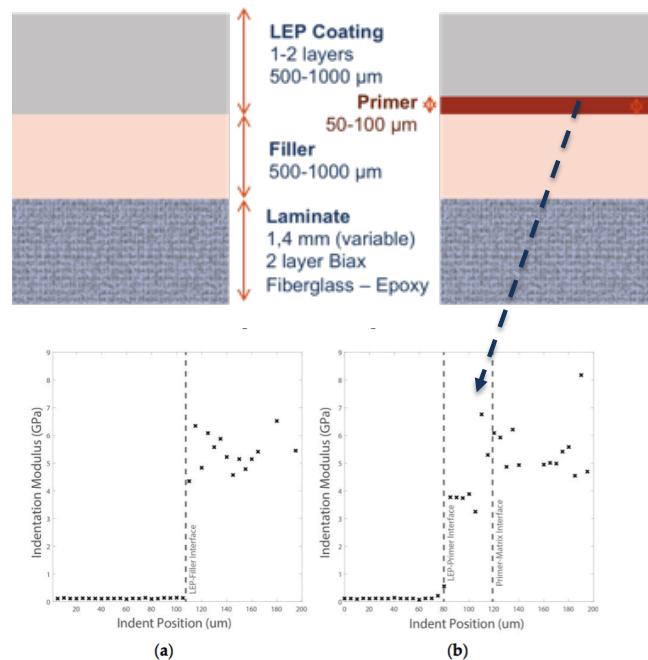 LEP Coating
1-2 layers
500-1000 µm
Primer
50-100 µm
Filler
500-1000 µm
Laminate
1,4 mm (variable)
2 layer Biax
Fiberglass – Epoxy
9
8
7
6
5
4
3
2
1
0
Indentation Modulus (GPa)
LEP-Filler Interface
20 40 60 80 100 120 140 160 180 200
Indent Position (um)
(a)
9
8
7
6
5
4
3
2
1
0
Indentation Modulus (GPa)
LEP-Primer Interface
Primer-Matrix Interface
0 20 40 60 80 100 120 140 160 180 200
Indent Position (um)
(b)